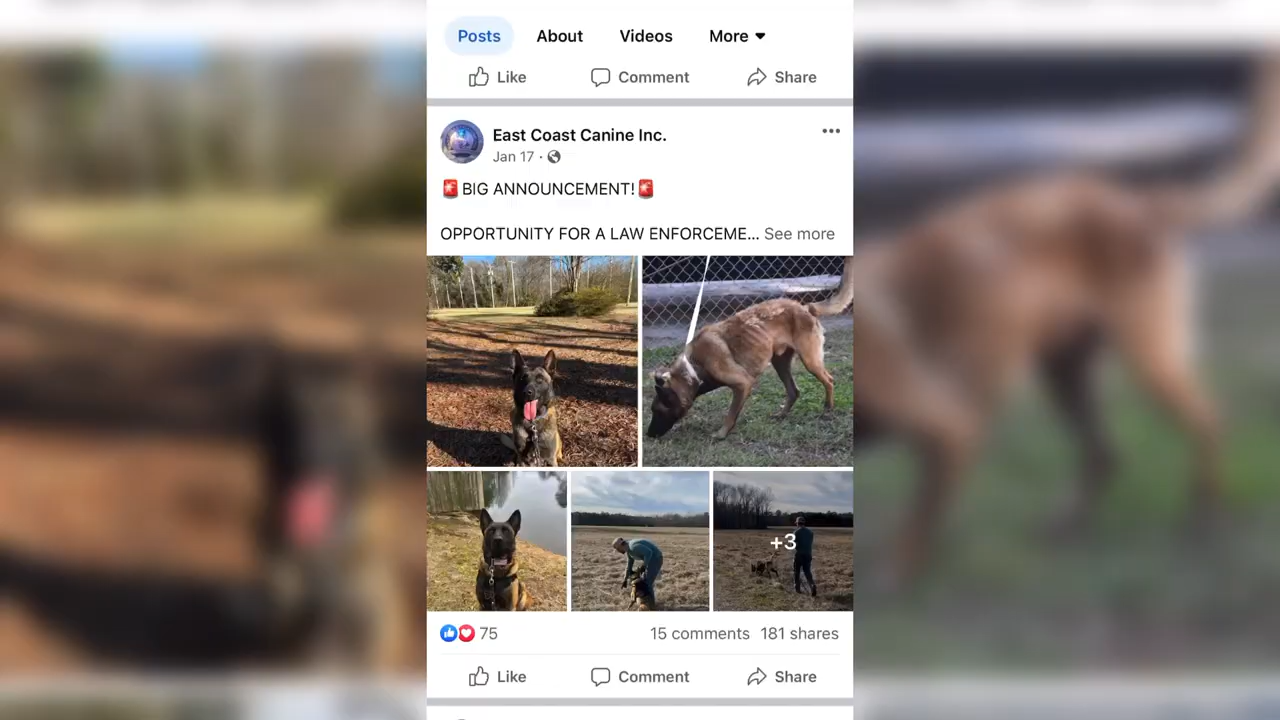 Posts About Videos More
Like Comment Share
East Coast Canine Inc.
Jan 17 ·
🚨BIG ANNOUNCEMENT!🚨
OPPORTUNITY FOR A LAW ENFORCEME... See more
+3
75 15 comments 181 shares
Like Comment Share